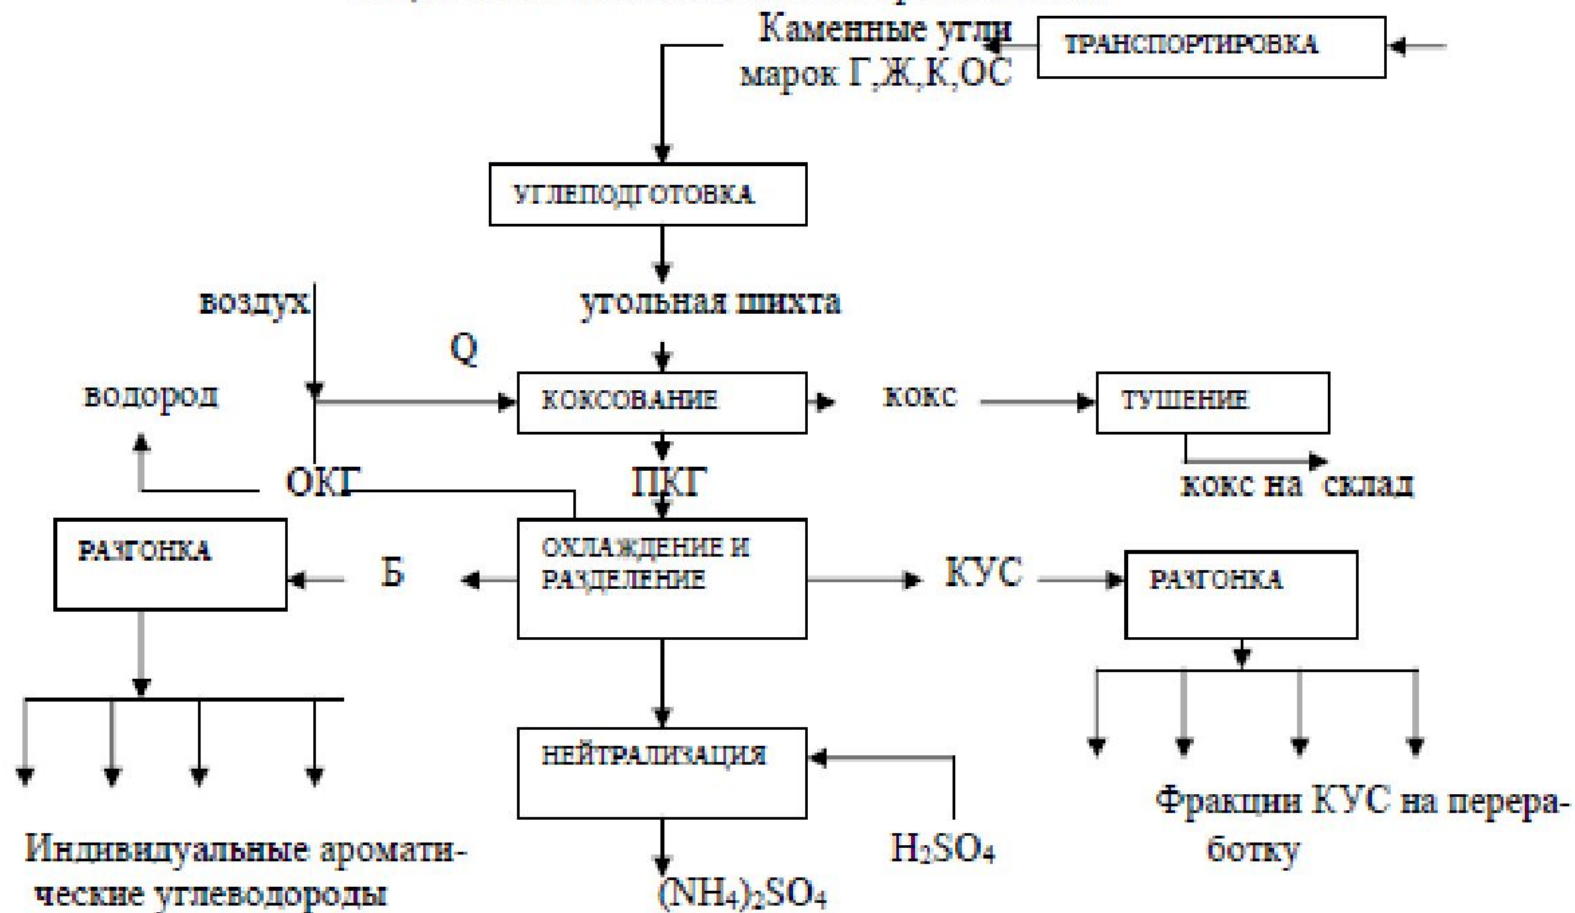 Каменные угли
марок Г,Ж,К,ОС
ТРАНСПОРТИРОВКА
УГЛЕПОДГОТОВКА
воздух
угольная шихта
Q
водород
КОКСОВАНИЕ
кокс
ТУШЕНИЕ
ОКГ
ПКГ
кокс на склад
РАЗГОНКА
Б
ОХЛАЖДЕНИЕ И
РАЗДЕЛЕНИЕ
КУС
РАЗГОНКА
НЕЙТРАЛИЗАЦИЯ
Фракции КУС на перера-
ботку
Индивидуальные аромати-
ческие углеводороды
H₂SO₄
(NH₄)₂SO₄